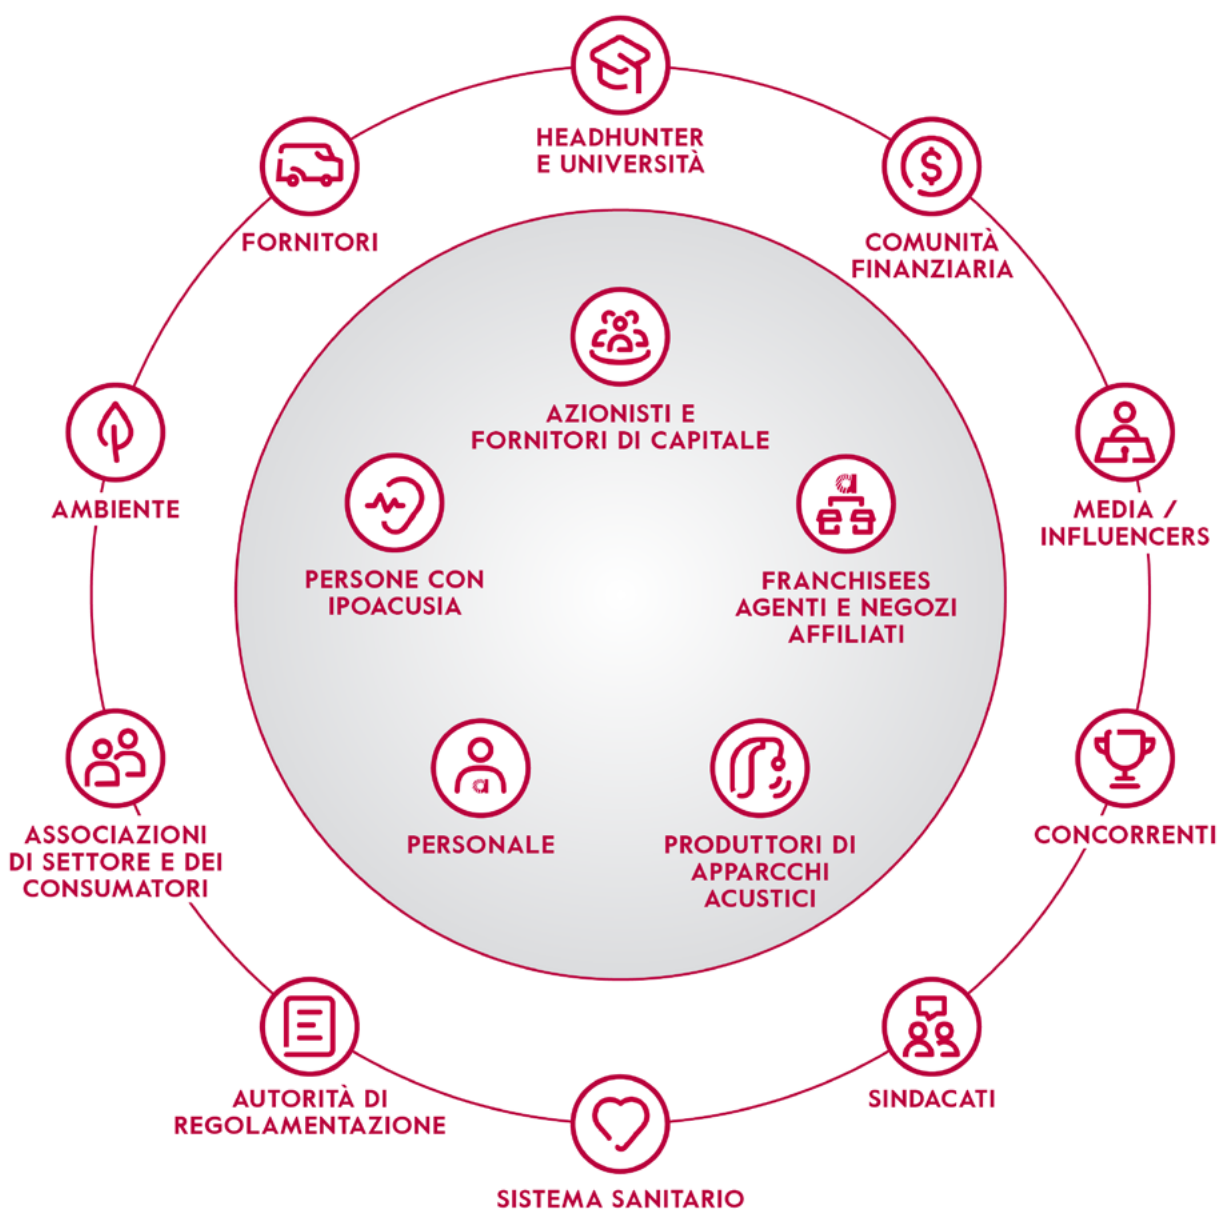 HEADHUNTER
E UNIVERSITÀ
COMUNITÀ
FINANZIARIA
MEDIA /
INFLUENCERS
CONCORRENTI
SINDACATI
SISTEMA SANITARIO
AUTORITÀ DI
REGOLAMENTAZIONE
ASSOCIAZIONI
DI SETTORE E DEI
CONSUMATORI
AMBIENTE
FORNITORI
AZIONISTI E
FORNITORI DI CAPITALE
a
FRANCHISEES
AGENTI E NEGOZI
AFFILIATI
PRODUTTORI DI
APPARCCHI
ACUSTICI
a
PERSONALE
PERSONE CON
IPOACUSIA